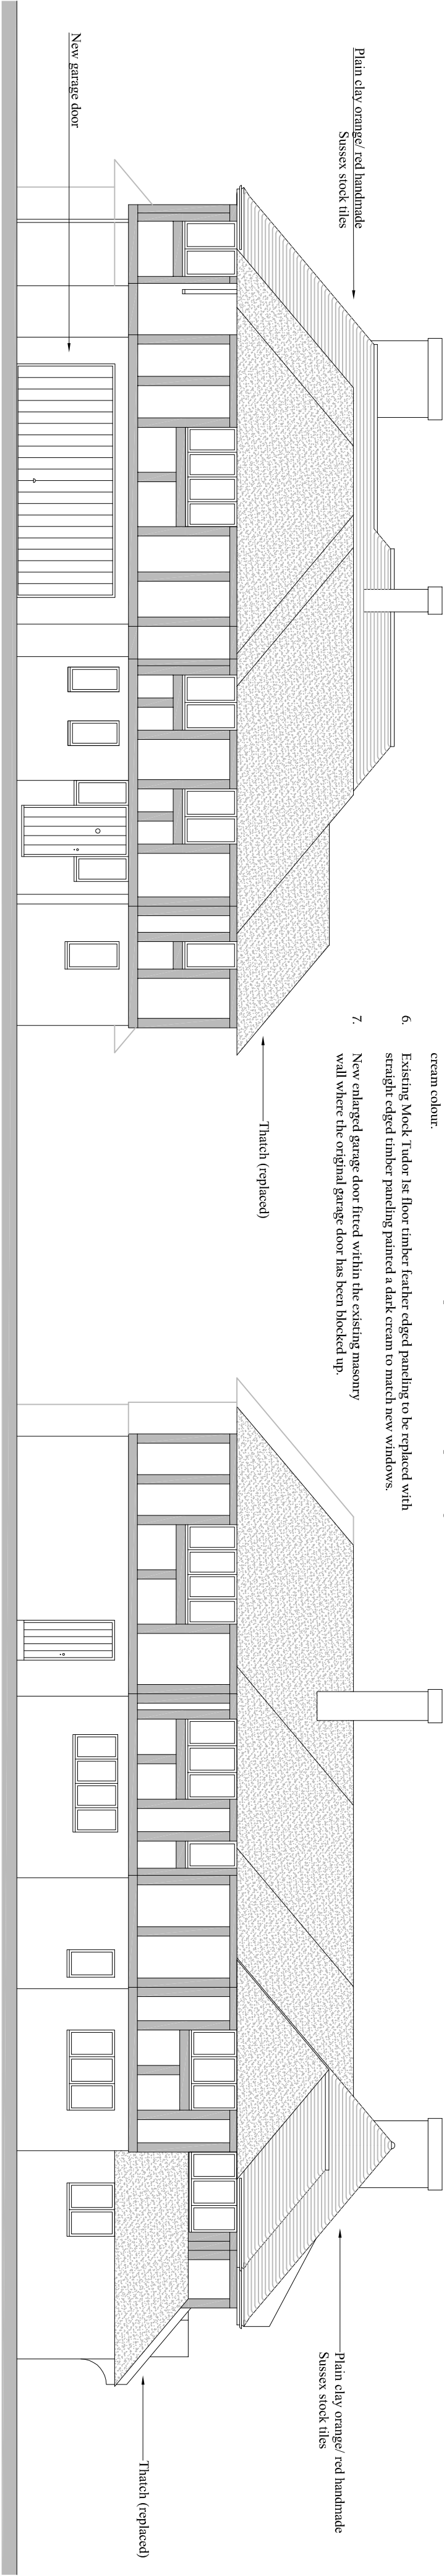 cream colour.
6. Existing Mock Tudor 1st floor timber feather edged paneling to be replaced with
straight edged timber paneling painted a dark cream to match new windows.
7. New enlarged garage door fitted within the existing masonry
wall where the original garage door has been blocked up.
Plain clay orange/ red handmade
Sussex stock tiles
New garage door
Thatch (replaced)
Plain clay orange/ red handmade
Sussex stock tiles
Thatch (replaced)